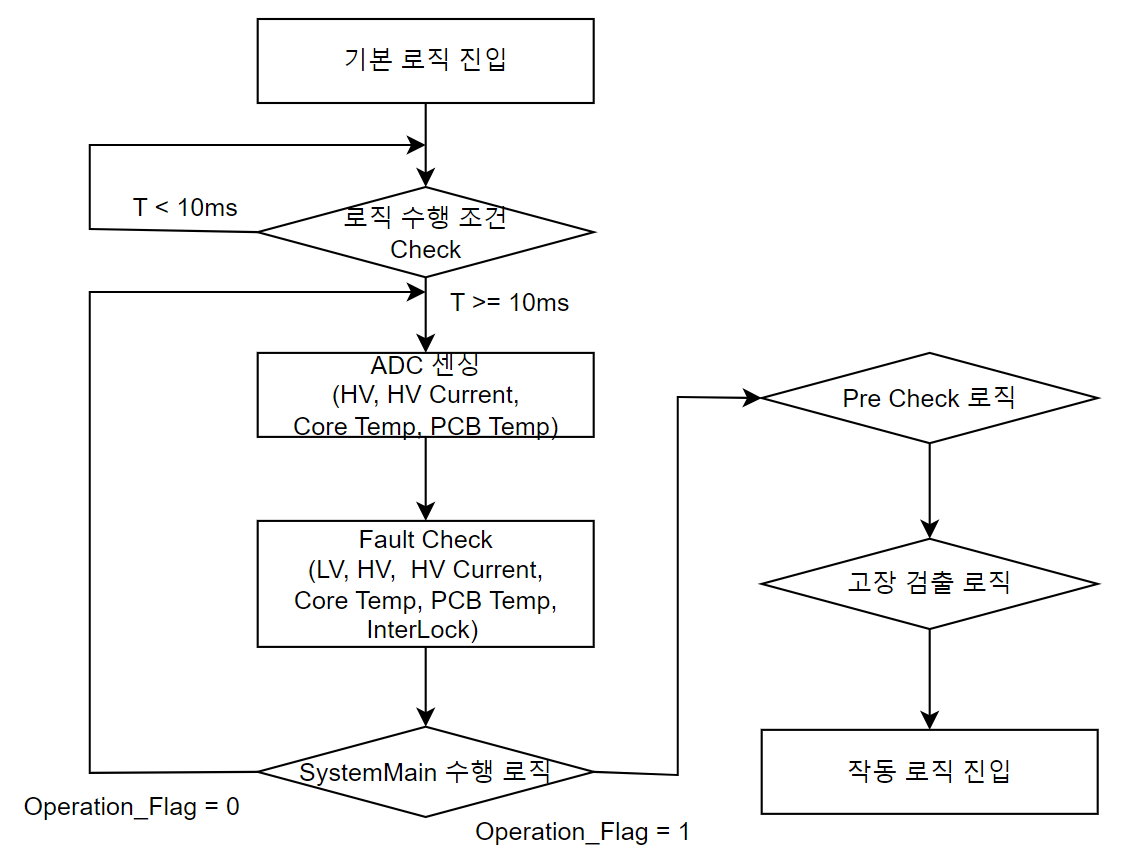 기본 로직 진입
T < 10ms
로직 수행 조건
Check
T >= 10ms
ADC 센싱
(HV, HV Current,
Core Temp, PCB Temp)
Fault Check
(LV, HV, HV Current,
Core Temp, PCB Temp,
InterLock)
SystemMain 수행 로직
Operation_Flag = 0
Operation_Flag = 1
Pre Check 로직
고장 검출 로직
작동 로직 진입